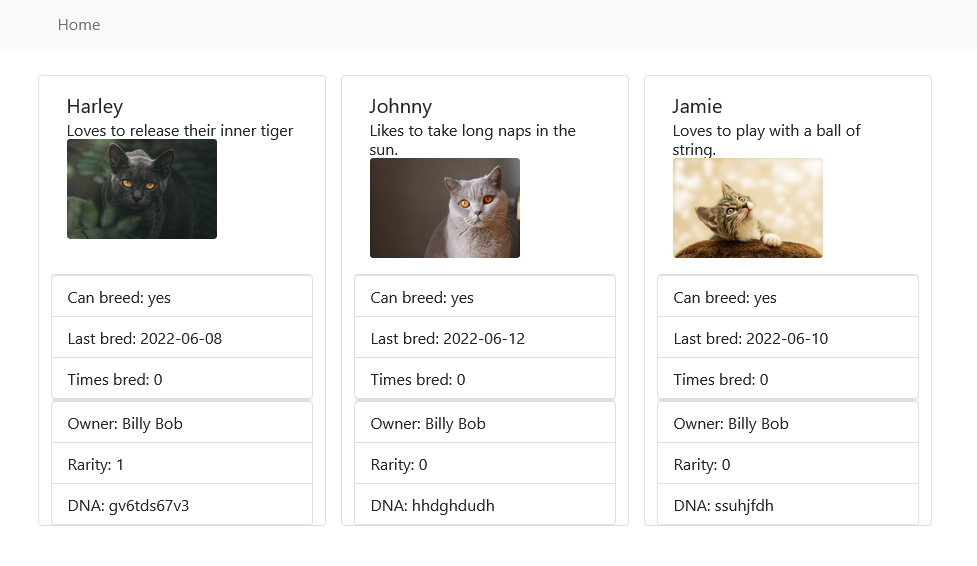 Home
Harley
Loves to release their inner tiger
Can breed: yes
Last bred: 2022-06-08
Times bred: 0
Owner: Billy Bob
Rarity: 1
DNA: gv6tds67v3
Johnny
Likes to take long naps in the
sun.
Can breed: yes
Last bred: 2022-06-12
Times bred: 0
Owner: Billy Bob
Rarity: 0
DNA: hhdghdudh
Jamie
Loves to play with a ball of
string.
Can breed: yes
Last bred: 2022-06-10
Times bred: 0
Owner: Billy Bob
Rarity: 0
DNA: ssuhjfdh